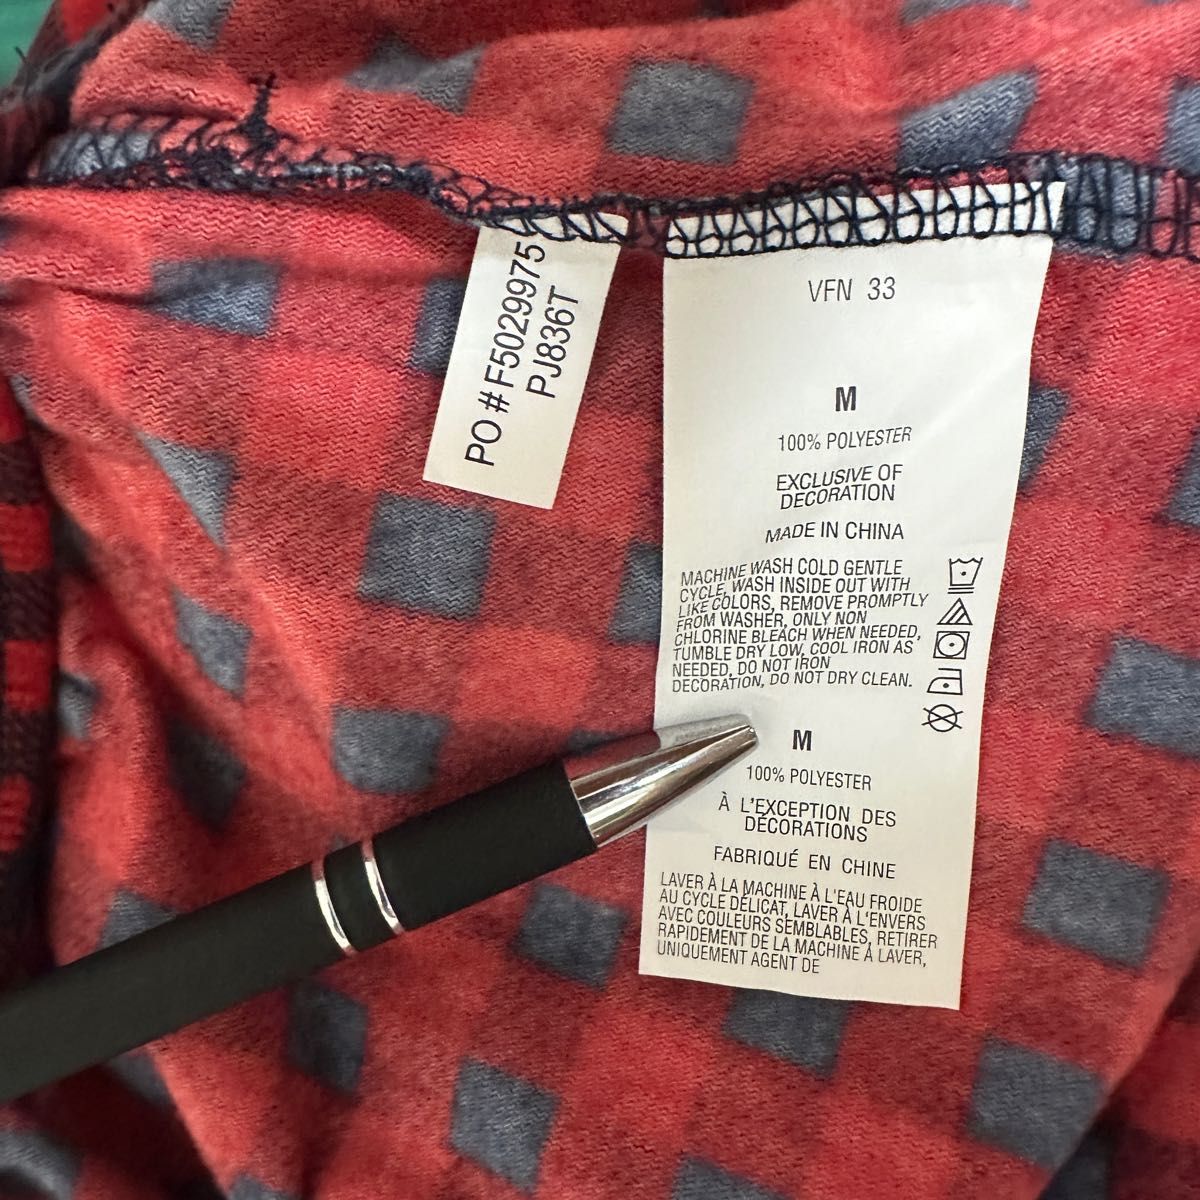 PO # F5029975
PJ836T
VFN 33
M
100% POLYESTER
EXCLUSIVE OF
DECORATION
MADE IN CHINA
MACHINE WASH COLD GENTLE
CYCLE, WASH INSIDE OUT WITH
LIKE COLORS, REMOVE PROMPTLY
FROM WASHER, ONLY NON
CHLORINE BLEACH WHEN NEEDED,
TUMBLE DRY LOW, COOL IRON AS
NEEDED, DO NOT IRON
DECORATION, DO NOT DRY CLEAN.
M
100% POLYESTER
À L'EXCEPTION DES
DÉCORATIONS
FABRIQUÉ EN CHINE
LAVER À LA MACHINE À L'EAU FROIDE
AU CYCLE DÉLICAT, LAVER À L'ENVERS
AVEC COULEURS SEMBLABLES, RETIRER
RAPIDEMENT DE LA MACHINE À LAVER,
UNIQUEMENT AGENT DE